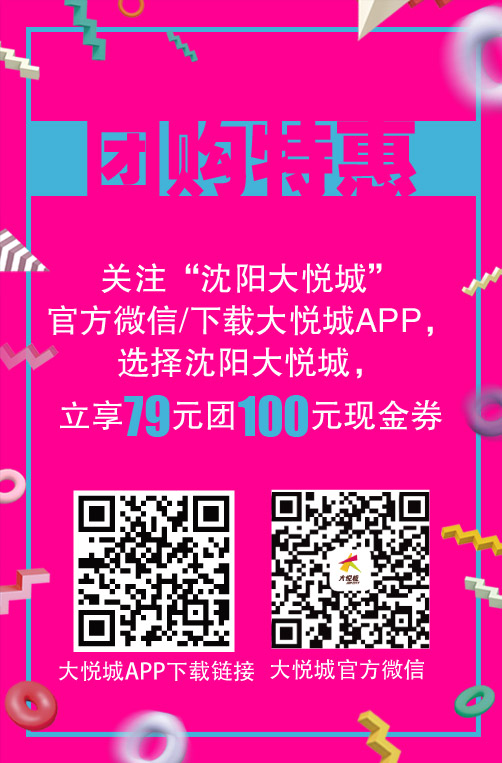 团购特惠
关注“沈阳大悦城”
官方微信/下载大悦城APP，
选择沈阳大悦城，
立享79元团100元现金券
大悦城
大悦城APP下载链接 大悦城官方微信